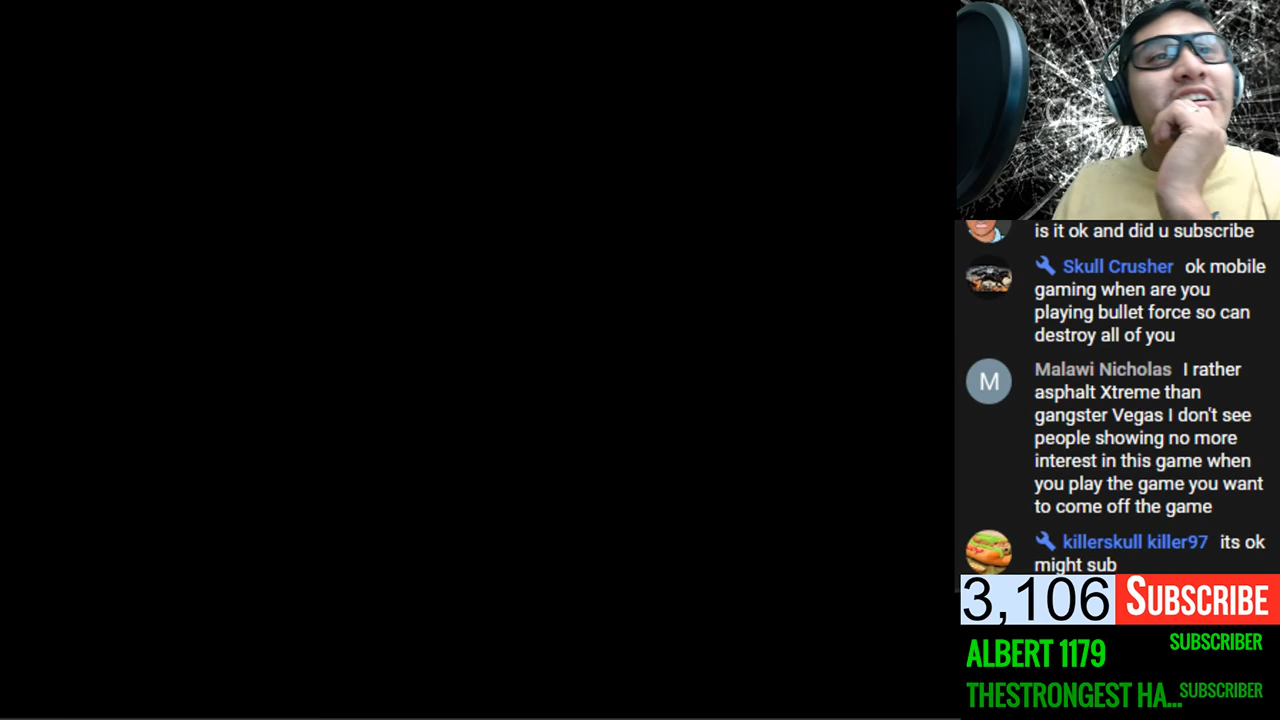 is it ok and did u subscribe
Skull Crusher ok mobile
gaming when are you
playing bullet force so can
destroy all of you
M
Malawi Nicholas I rather
asphalt Xtreme than
gangster Vegas I don't see
people showing no more
interest in this game when
you play the game you want
to come off the game
killerskull killer97 its ok
might sub
3,106 SUBSCRIBE
ALBERT 1179 SUBSCRIBER
THESTRONGEST HA... SUBSCRIBER